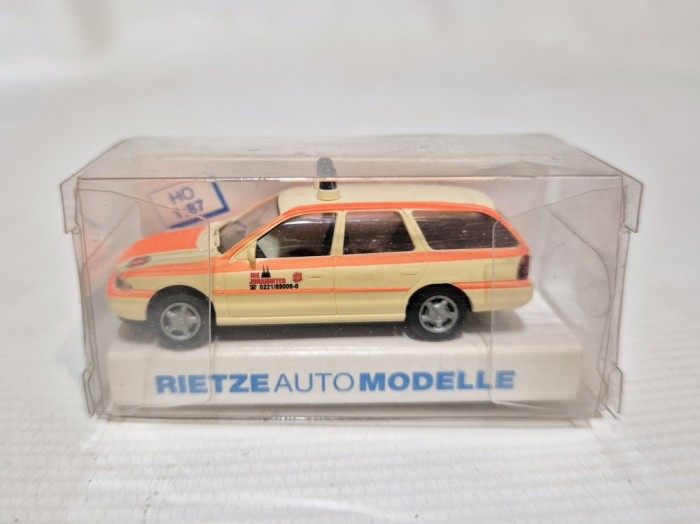 HO
1:87
DIE
JOHANNITER
☎ 0221/89009-0
RIETZE AUTO MODELLE